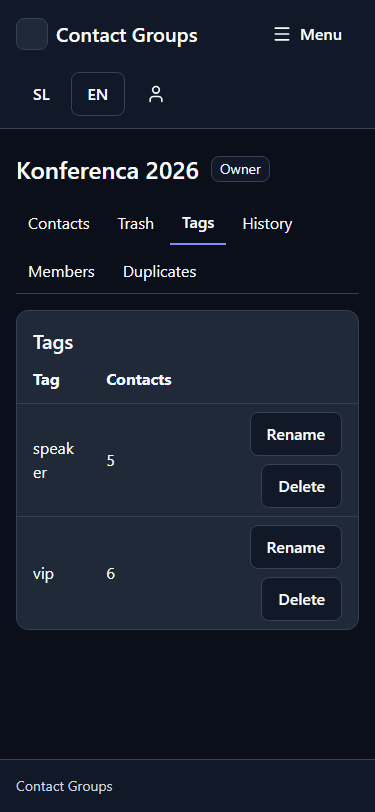 Contact Groups
Menu
SL
EN
Konferenca 2026
Owner
Contacts
Trash
Tags
History
Members
Duplicates
Tags
Tag
Contacts
speak
er
5
Rename
Delete
vip
6
Rename
Delete
Contact Groups